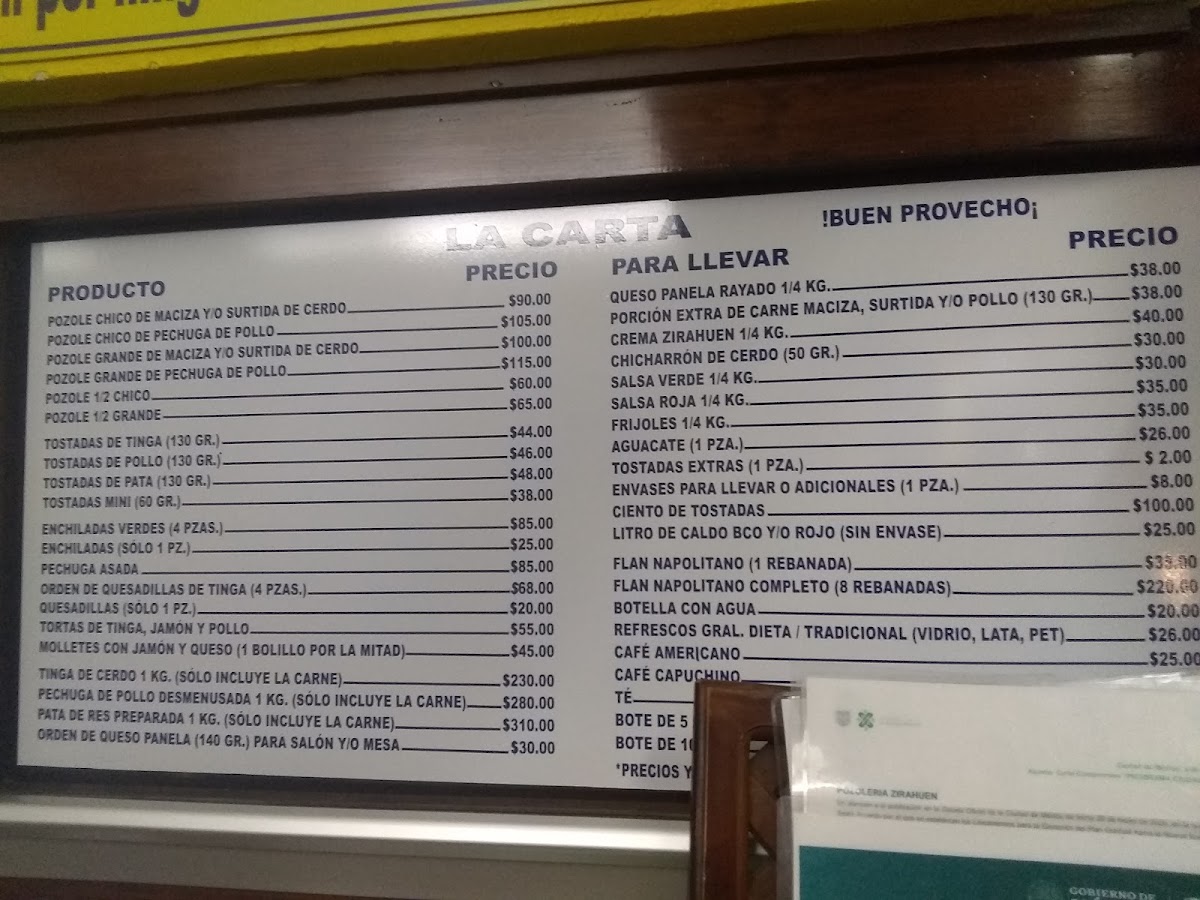 LA CARTA
!BUEN PROVECHO¡
PRODUCTO PRECIO
POZOLE CHICO DE MACIZA Y/O SURTIDA DE CERDO $90.00
POZOLE CHICO DE PECHUGA DE POLLO $105.00
POZOLE GRANDE DE MACIZA Y/O SURTIDA DE CERDO $100.00
POZOLE GRANDE DE PECHUGA DE POLLO $115.00
POZOLE 1/2 CHICO $60.00
POZOLE 1/2 GRANDE $65.00
TOSTADAS DE TINGA (130 GR.) $44.00
TOSTADAS DE POLLO (130 GR.) $46.00
TOSTADAS DE PATA (130 GR.) $48.00
TOSTADAS MINI (60 GR.) $38.00
ENCHILADAS VERDES (4 PZAS.) $85.00
ENCHILADAS (SÓLO 1 PZ.) $25.00
PECHUGA ASADA $85.00
ORDEN DE QUESADILLAS DE TINGA (4 PZAS.) $68.00
QUESADILLAS (SÓLO 1 PZ.) $20.00
TORTAS DE TINGA, JAMÓN Y POLLO $55.00
MOLLETES CON JAMÓN Y QUESO (1 BOLILLO POR LA MITAD) $45.00
TINGA DE CERDO 1 KG. (SÓLO INCLUYE LA CARNE) $230.00
PECHUGA DE POLLO DESMENUSADA 1 KG. (SÓLO INCLUYE LA CARNE) $280.00
PATA DE RES PREPARADA 1 KG. (SÓLO INCLUYE LA CARNE) $310.00
ORDEN DE QUESO PANELA (140 GR.) PARA SALÓN Y/O MESA $30.00
PARA LLEVAR PRECIO
QUESO PANELA RAYADO 1/4 KG. $38.00
PORCIÓN EXTRA DE CARNE MACIZA, SURTIDA Y/O POLLO (130 GR.) $38.00
CREMA ZIRAHUEN 1/4 KG. $40.00
CHICHARRÓN DE CERDO (50 GR.) $30.00
SALSA VERDE 1/4 KG. $30.00
SALSA ROJA 1/4 KG. $35.00
FRIJOLES 1/4 KG. $35.00
AGUACATE (1 PZA.) $26.00
TOSTADAS EXTRAS (1 PZA.) $ 2.00
ENVASES PARA LLEVAR O ADICIONALES (1 PZA.) $8.00
CIENTO DE TOSTADAS $100.00
LITRO DE CALDO BCO Y/O ROJO (SIN ENVASE) $25.00
FLAN NAPOLITANO (1 REBANADA) $35.00
FLAN NAPOLITANO COMPLETO (8 REBANADAS) $220.00
BOTELLA CON AGUA $20.00
REFRESCOS GRAL. DIETA / TRADICIONAL (VIDRIO, LATA, PET) $26.00
CAFÉ AMERICANO $25.00
CAFÉ CAPUCHINO
TÉ
BOTE DE 5
BOTE DE 10
*PRECIOS Y
POZOLERIA ZIRAHUEN
GOBIERNO DE